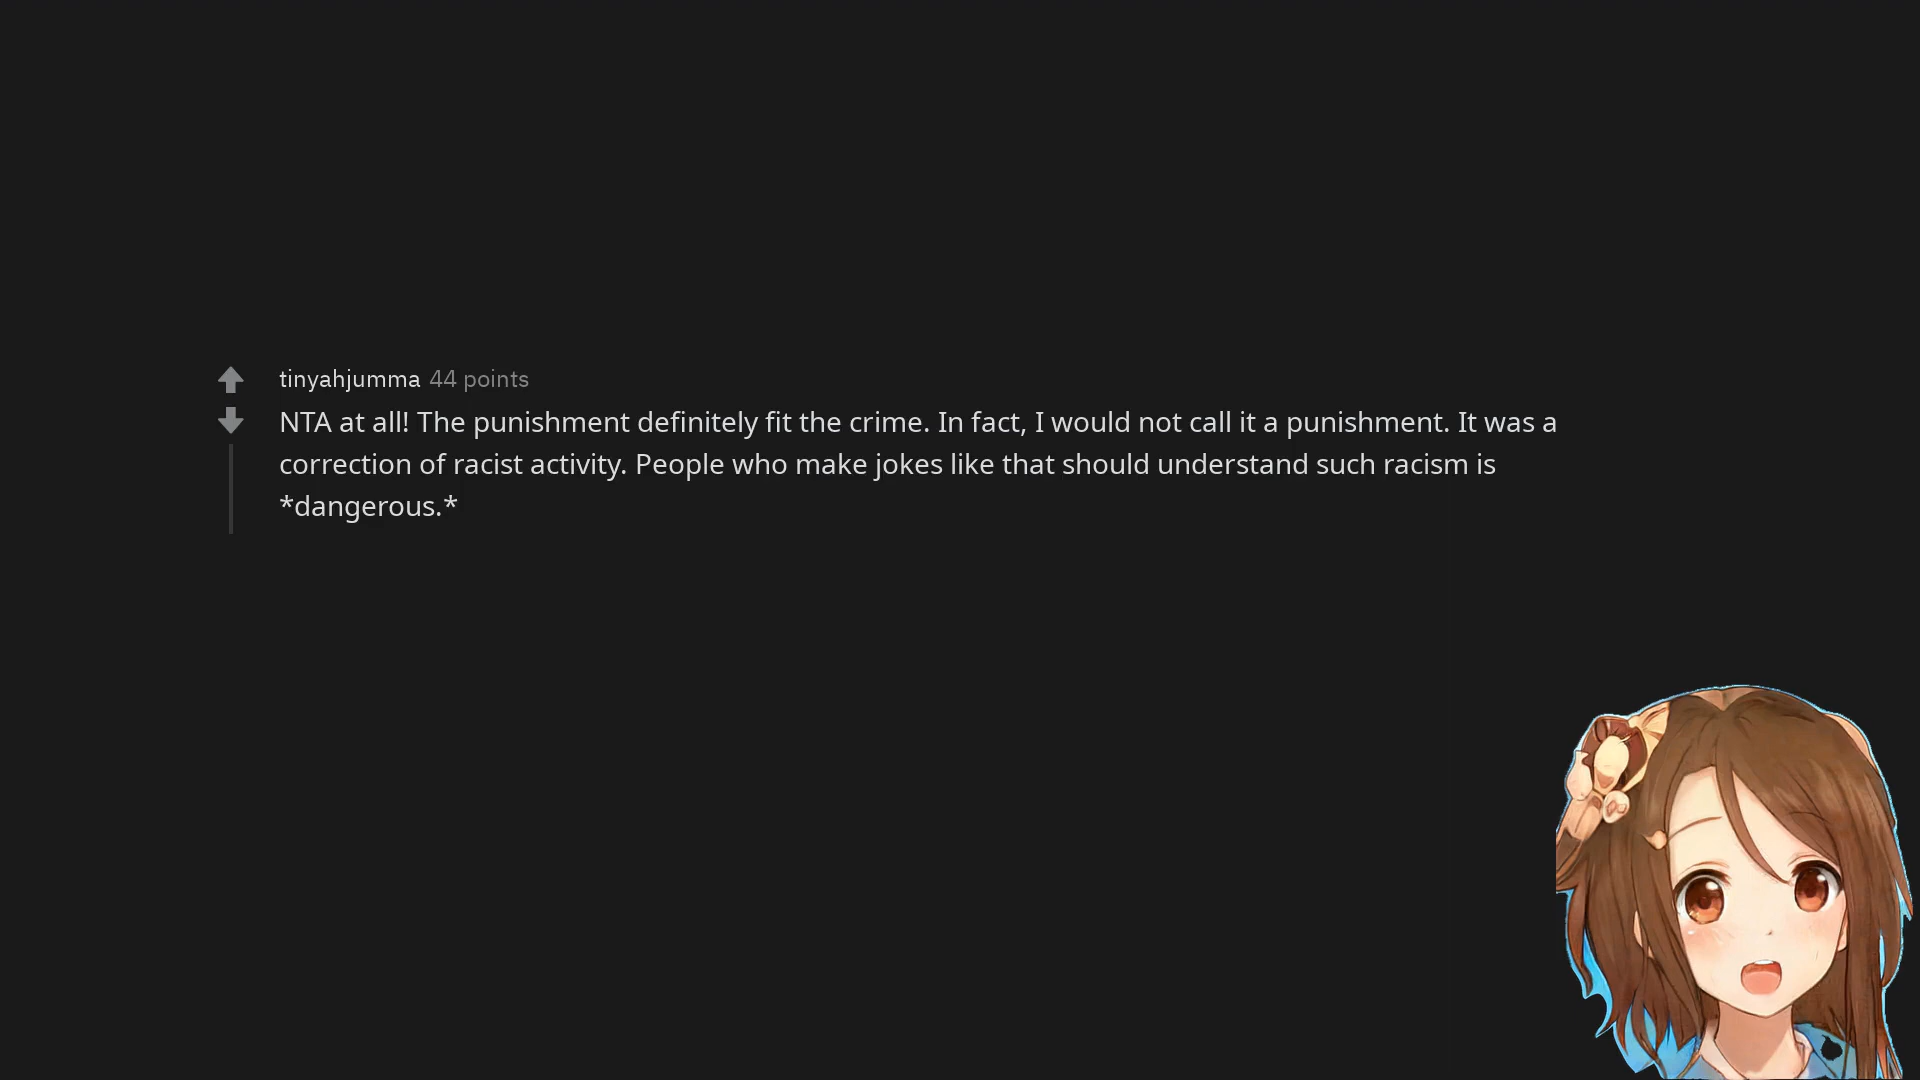 tinyahjumma 44 points
NTA at all! The punishment definitely fit the crime. In fact, I would not call it a punishment. It was a
correction of racist activity. People who make jokes like that should understand such racism is
*dangerous.*